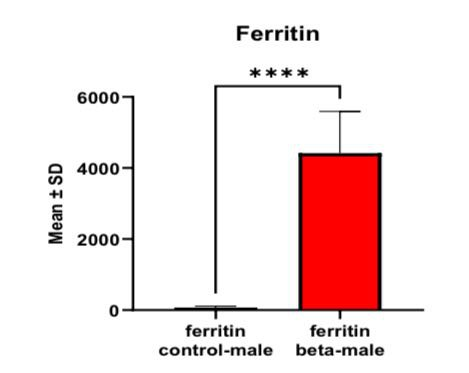 Ferritin
****
6000
4000
2000
0
Mean ± SD
ferritin
control-male
ferritin
beta-male